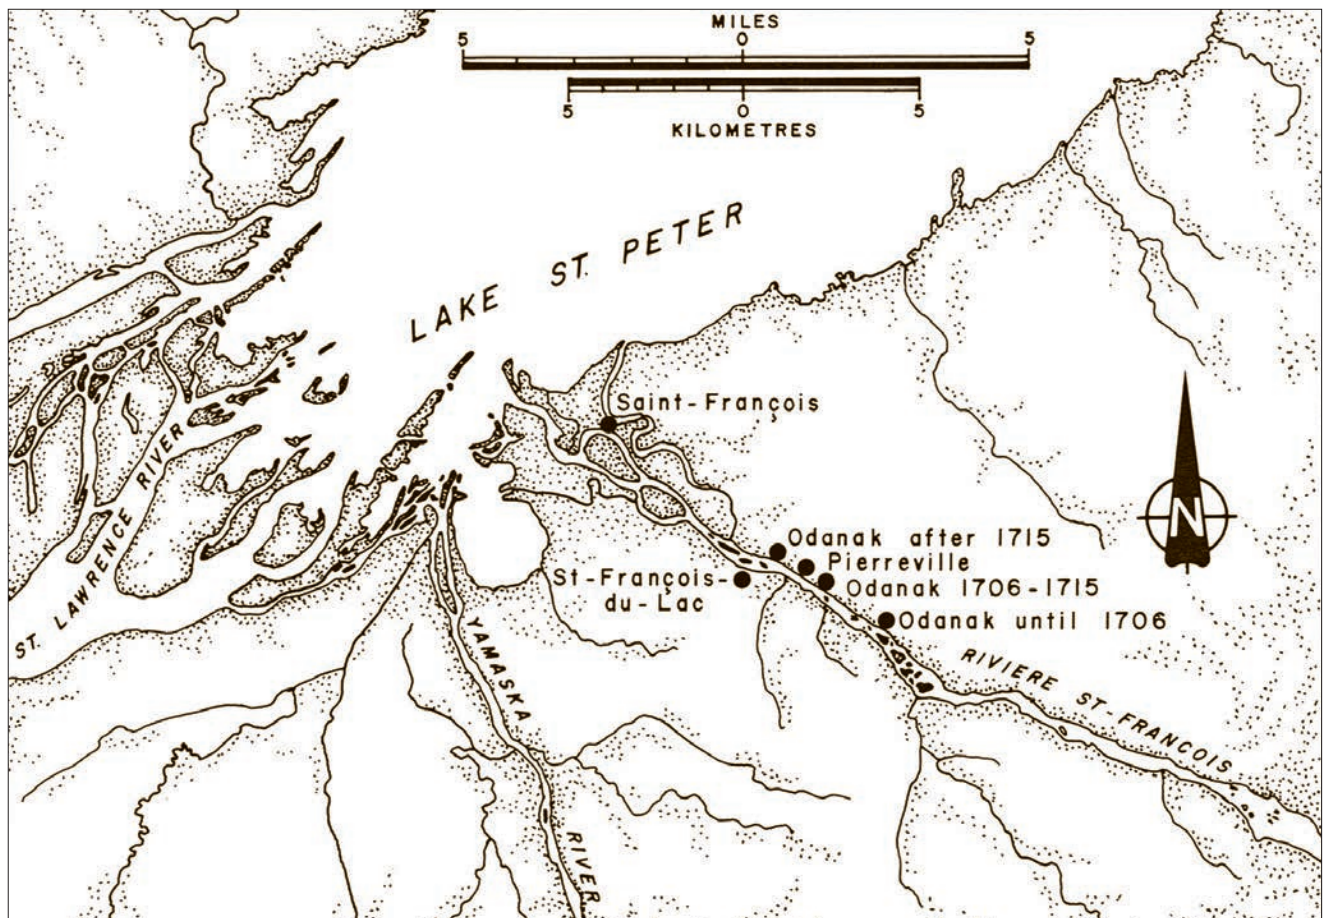 MILES
5 0 5
5 0 5
KILOMETRES
LAKE ST. PETER
Saint-François
ST. LAWRENCE RIVER
Odanak after 1715
Pierreville
St-François-
du-Lac
Odanak 1706-1715
Odanak until 1706
N
YAMASKA RIVER
RIVIERE ST FRANCOIS